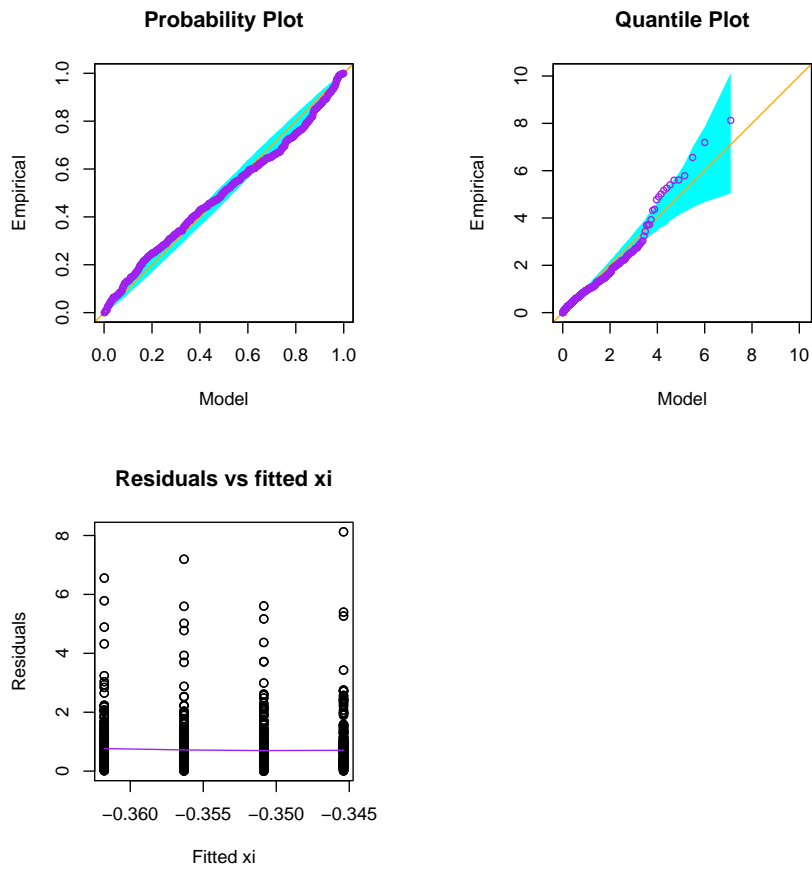 Probability Plot
Empirical
0.0 0.2 0.4 0.6 0.8 1.0
0.0 0.2 0.4 0.6 0.8 1.0
Model
Quantile Plot
Empirical
0 2 4 6 8 10
0 2 4 6 8 10
Model
Residuals vs fitted xi
Residuals
0 2 4 6 8
−0.360 −0.355 −0.350 −0.345
Fitted xi